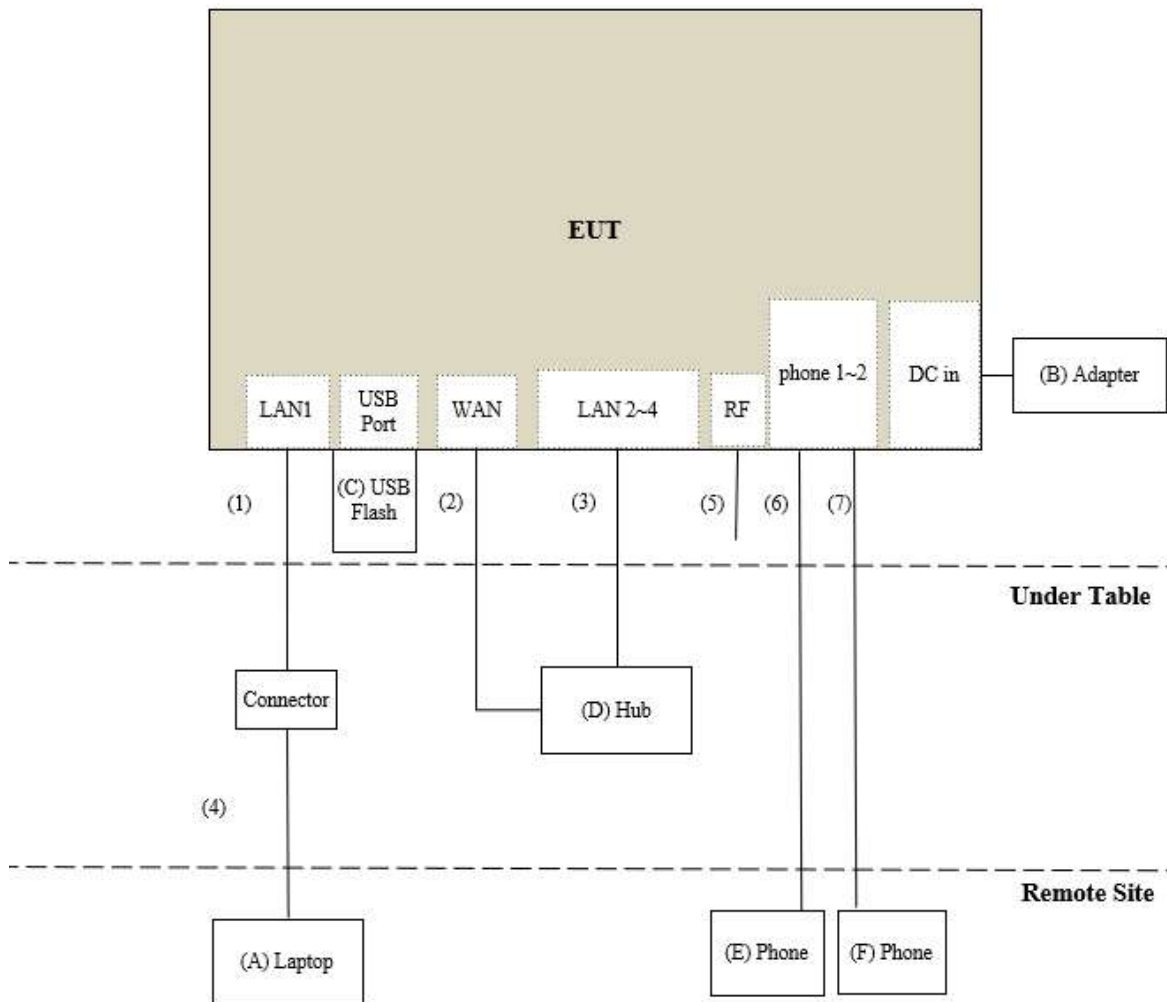 EUT
phone 1~2
DC in
(B) Adapter
LAN1
USB
Port
WAN
LAN 2~4
RF
(1)
(C) USB
Flash
(2)
(3)
(5)
(6)
(7)
Under Table
Connector
(D) Hub
(4)
Remote Site
(A) Laptop
(E) Phone
(F) Phone